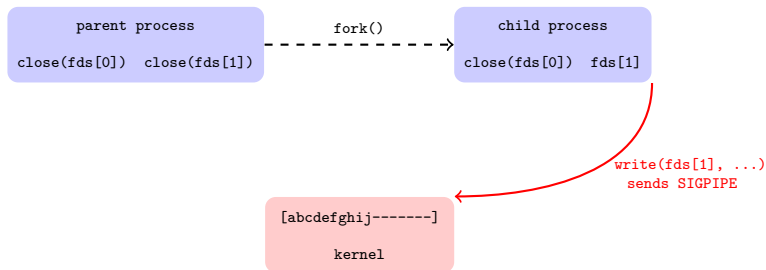 parent process
close(fds[0]) close(fds[1])
fork()
child process
close(fds[0]) fds[1]
write(fds[1], ...)
sends SIGPIPE
[abcdefghij-------]
kernel